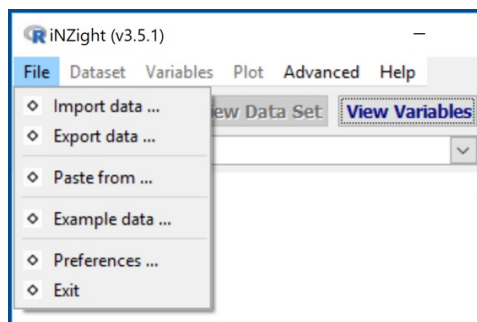 iNZight (v3.5.1)
File Dataset Variables Plot Advanced Help
Import data ...
Data Set View Variables
Export data ...
Paste from ...
Example data ...
Preferences ...
Exit